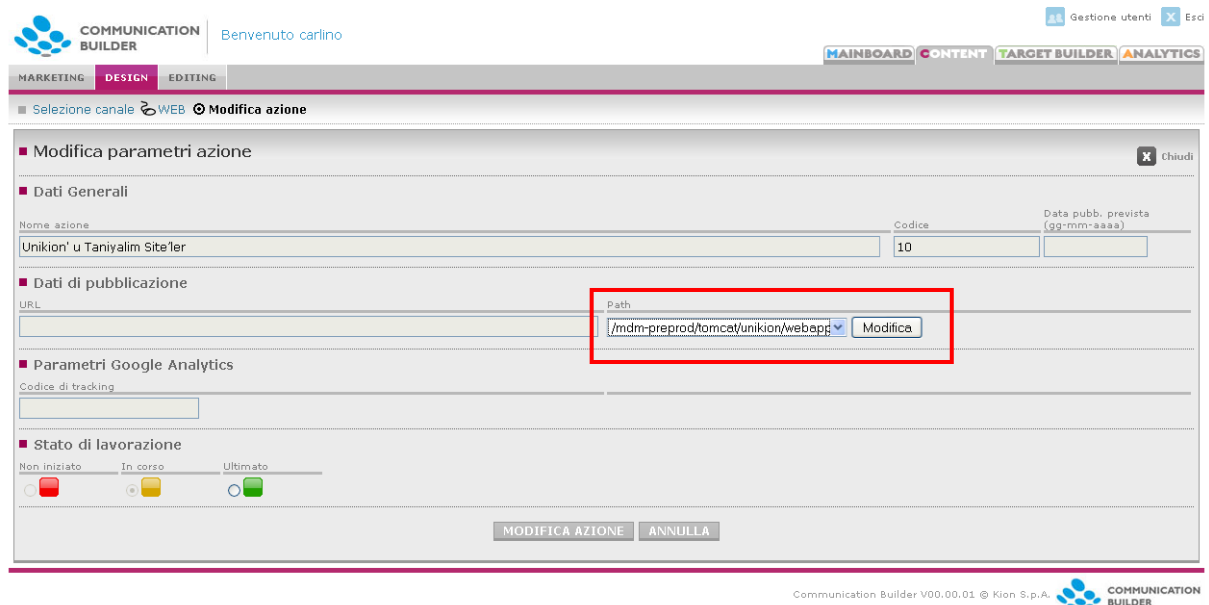 Gestione utenti
Esci
COMMUNICATION
BUILDER
Benvenuto carlino
MAINBOARD CONTENT TARGET BUILDER ANALYTICS
MARKETING DESIGN EDITING
Selezione canale WEB Modifica azione
Modifica parametri azione
Chiudi
Dati Generali
Nome azione
Codice
Data pubb. prevista
(gg-mm-aaaa)
Unikion' u Taniyalim Site'ler
10
Dati di pubblicazione
URL
Path
/mdm-preprod/tomcat/unikion/webapp
Modifica
Parametri Google Analytics
Codice di tracking
Stato di lavorazione
Non iniziato
In corso
Ultimato
MODIFICA AZIONE
ANNULLA
Communication Builder V00.00.01 @ Kion S.p.A.
COMMUNICATION
BUILDER